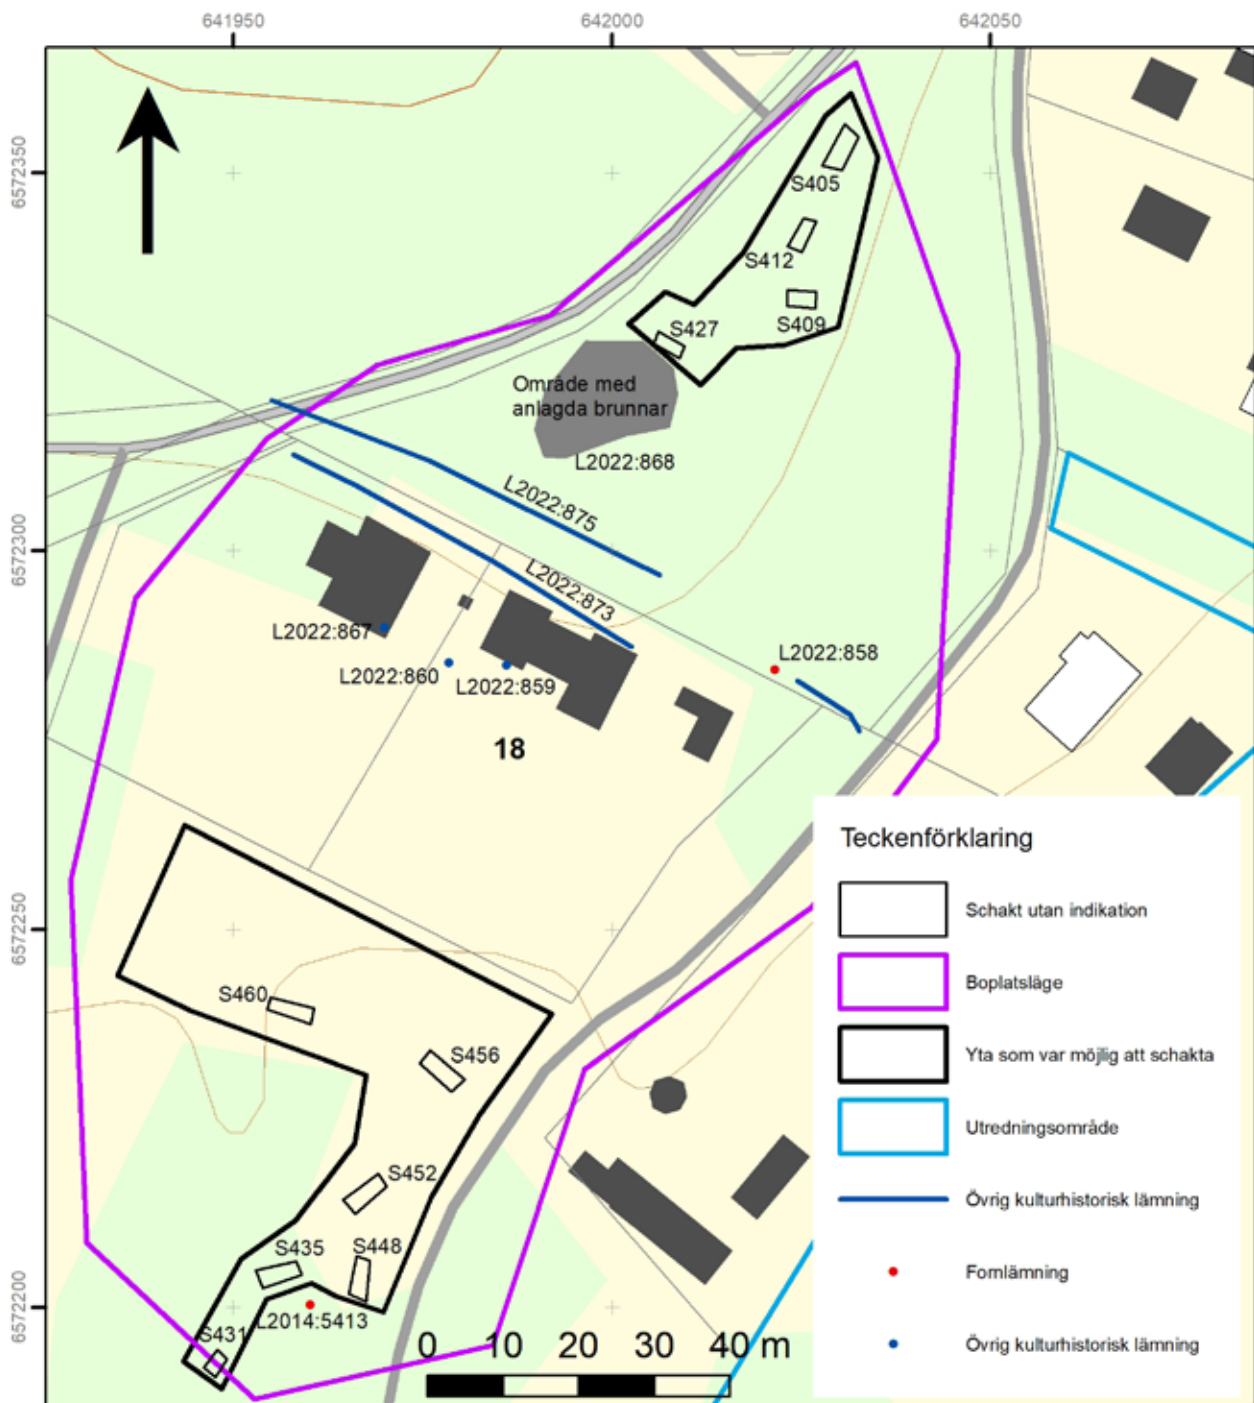 641950
642000
642050
6572350
6572300
6572250
6572200
S405
S412
S409
S427
Område med
anlagda brunnar
L2022:868
L2022:875
L2022:873
L2022:867
L2022:860
L2022:859
L2022:858
18
S460
S456
S452
S448
S435
L2014:5413
S431
0 10 20 30 40 m
Teckenförklaring
Schakt utan indikation
Boplatsläge
Yta som var möjlig att schakta
Utredningsområde
Övrig kulturhistorisk lämning
Fornlämning
Övrig kulturhistorisk lämning